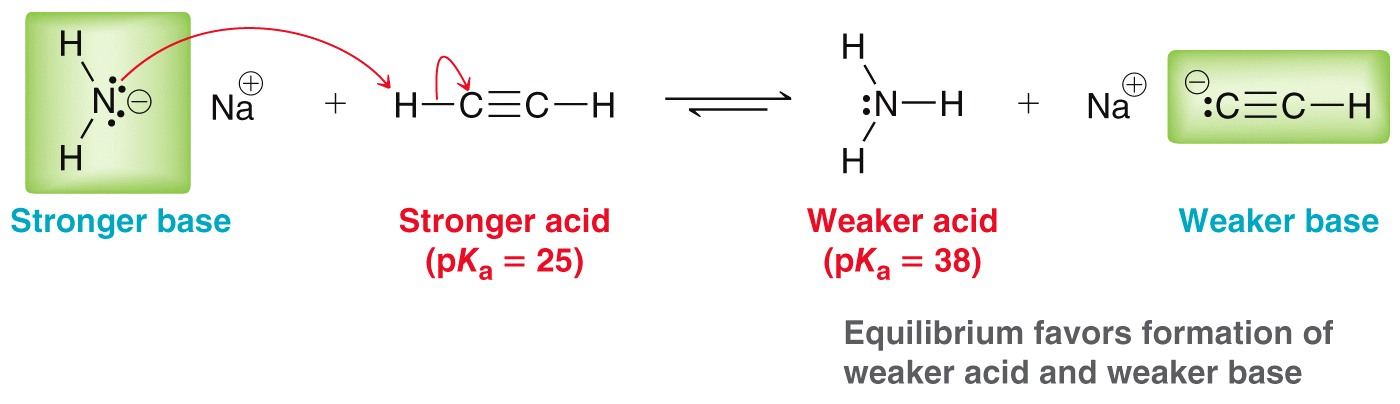 H
N:⊖ Na⊕ + H—C≡C—H ⇌ :N—H + Na⊕ ⊖:C≡C—H
H H
H H
Stronger base Stronger acid Weaker acid Weaker base
(pKa = 25) (pKa = 38)
Equilibrium favors formation of
weaker acid and weaker base